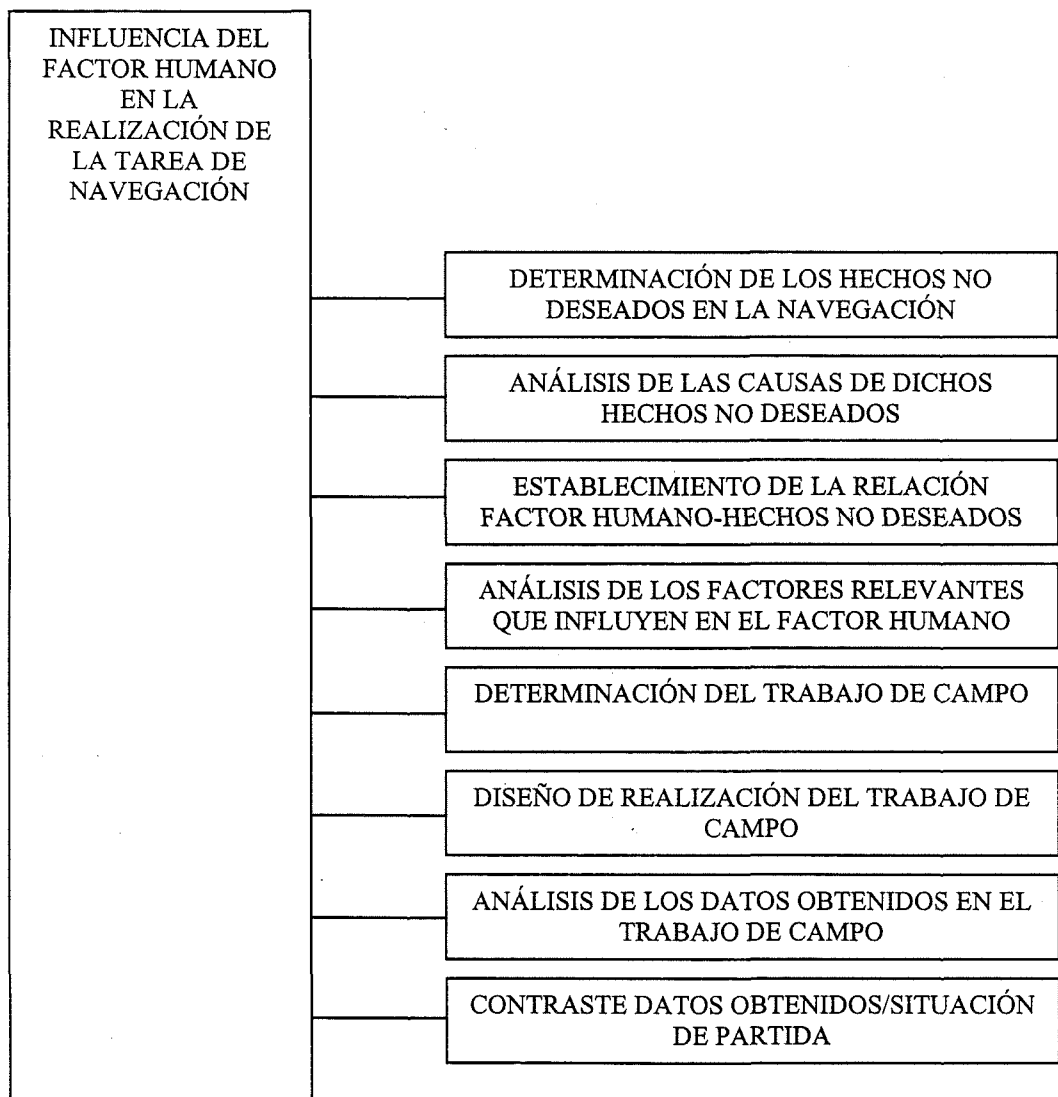 INFLUENCIA DEL
FACTOR HUMANO
EN LA
REALIZACIÓN DE
LA TAREA DE
NAVEGACIÓN
DETERMINACIÓN DE LOS HECHOS NO
DESEADOS EN LA NAVEGACIÓN
ANÁLISIS DE LAS CAUSAS DE DICHOS
HECHOS NO DESEADOS
ESTABLECIMIENTO DE LA RELACIÓN
FACTOR HUMANO-HECHOS NO DESEADOS
ANÁLISIS DE LOS FACTORES RELEVANTES
QUE INFLUYEN EN EL FACTOR HUMANO
DETERMINACIÓN DEL TRABAJO DE CAMPO
DISEÑO DE REALIZACIÓN DEL TRABAJO DE
CAMPO
ANÁLISIS DE LOS DATOS OBTENIDOS EN EL
TRABAJO DE CAMPO
CONTRASTE DATOS OBTENIDOS/SITUACIÓN
DE PARTIDA